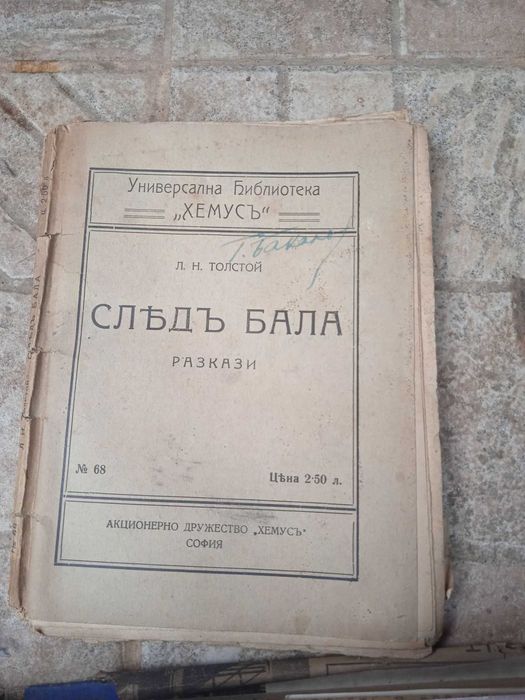 Универсална Библиотека
„ХЕМУСЪ“
Л. Н. ТОЛСТОЙ
СЛѢДЪ БАЛА
РАЗКАЗИ
№ 68
Цѣна 2·50 л.
АКЦИОНЕРНО ДРУЖЕСТВО „ХЕМУСЪ“
СОФИЯ